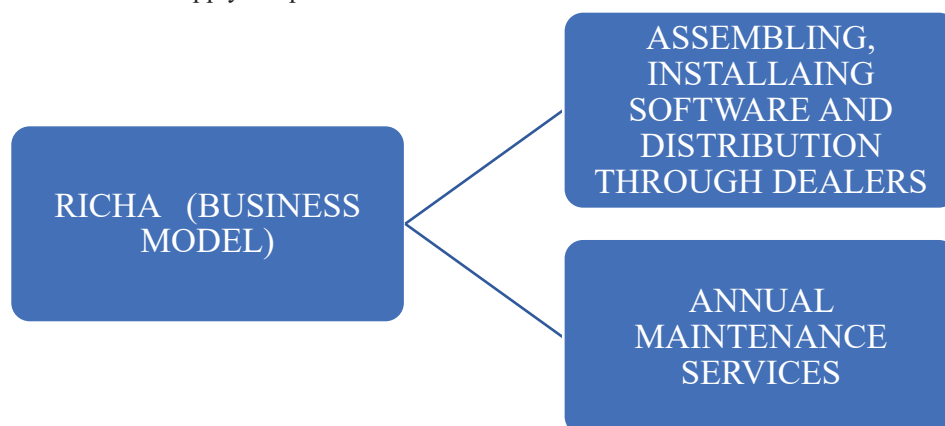 RICHA (BUSINESS
MODEL)
ASSEMBLING,
INSTALLAING
SOFTWARE AND
DISTRIBUTION
THROUGH DEALERS
ANNUAL
MAINTENANCE
SERVICES